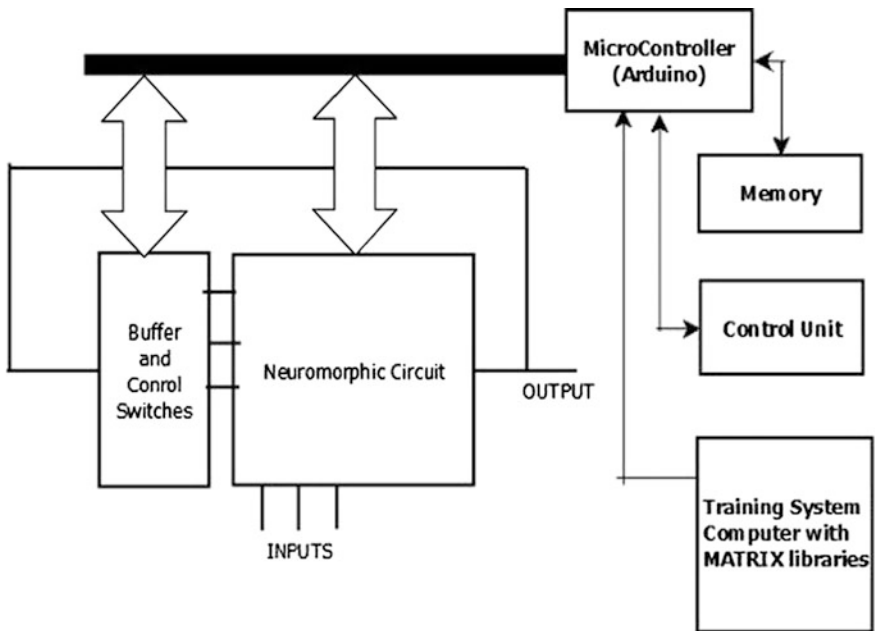 MicroController
(Arduino)
Memory
Buffer
and
Conrol
Switches
Neuromorphic Circuit
Control Unit
OUTPUT
INPUTS
Training System
Computer with
MATRIX libraries